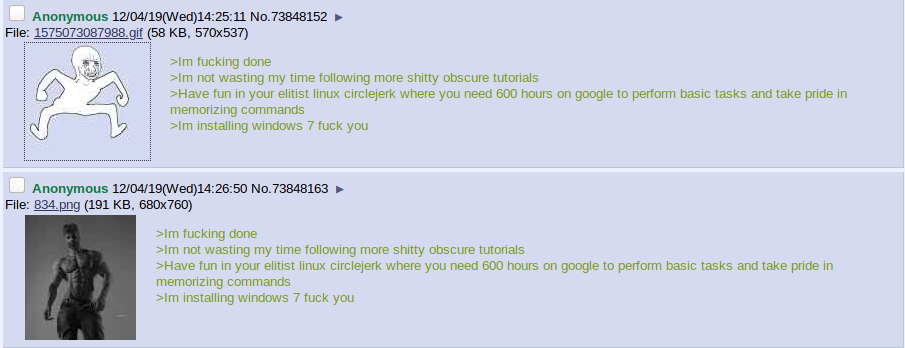 Anonymous 12/04/19(Wed)14:25:11 No.73848152 ▶
File: 1575073087988.gif (58 KB, 570x537)
>Im fucking done
>Im not wasting my time following more shitty obscure tutorials
>Have fun in your elitist linux circlejerk where you need 600 hours on google to perform basic tasks and take pride in
memorizing commands
>Im installing windows 7 fuck you
Anonymous 12/04/19(Wed)14:26:50 No.73848163 ▶
File: 834.png (191 KB, 680x760)
>Im fucking done
>Im not wasting my time following more shitty obscure tutorials
>Have fun in your elitist linux circlejerk where you need 600 hours on google to perform basic tasks and take pride in
memorizing commands
>Im installing windows 7 fuck you